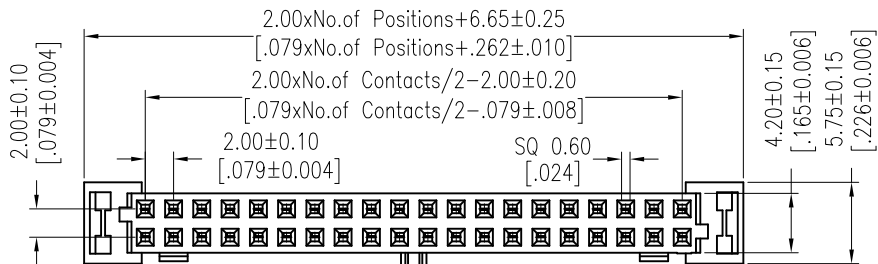 2.00xNo.of Positions+6.65±0.25
[.079xNo.of Positions+.262±.010]
2.00xNo.of Contacts/2-2.00±0.20
[.079xNo.of Contacts/2-.079±.008]
2.00±0.10
[.079±0.004]
2.00±0.10
[.079±0.004]
SQ 0.60
[.024]
4.20±0.15
[.165±0.006]
5.75±0.15
[.226±0.006]